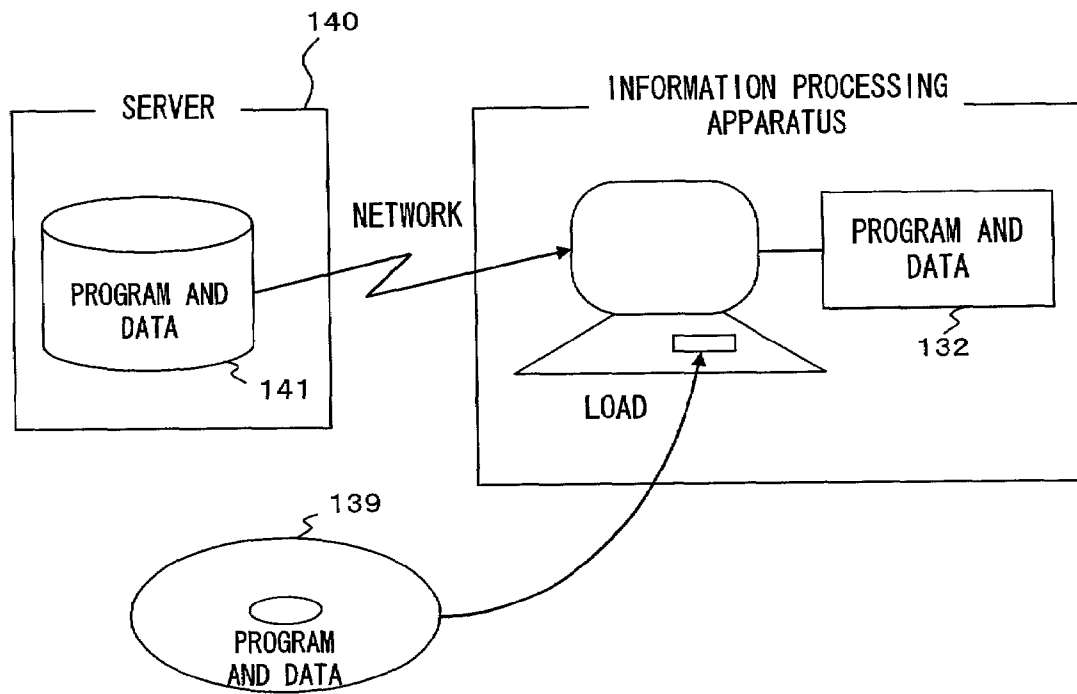 140
SERVER
INFORMATION PROCESSING
APPARATUS
NETWORK
PROGRAM AND
DATA
PROGRAM AND
DATA
132
141
LOAD
139
PROGRAM
AND DATA